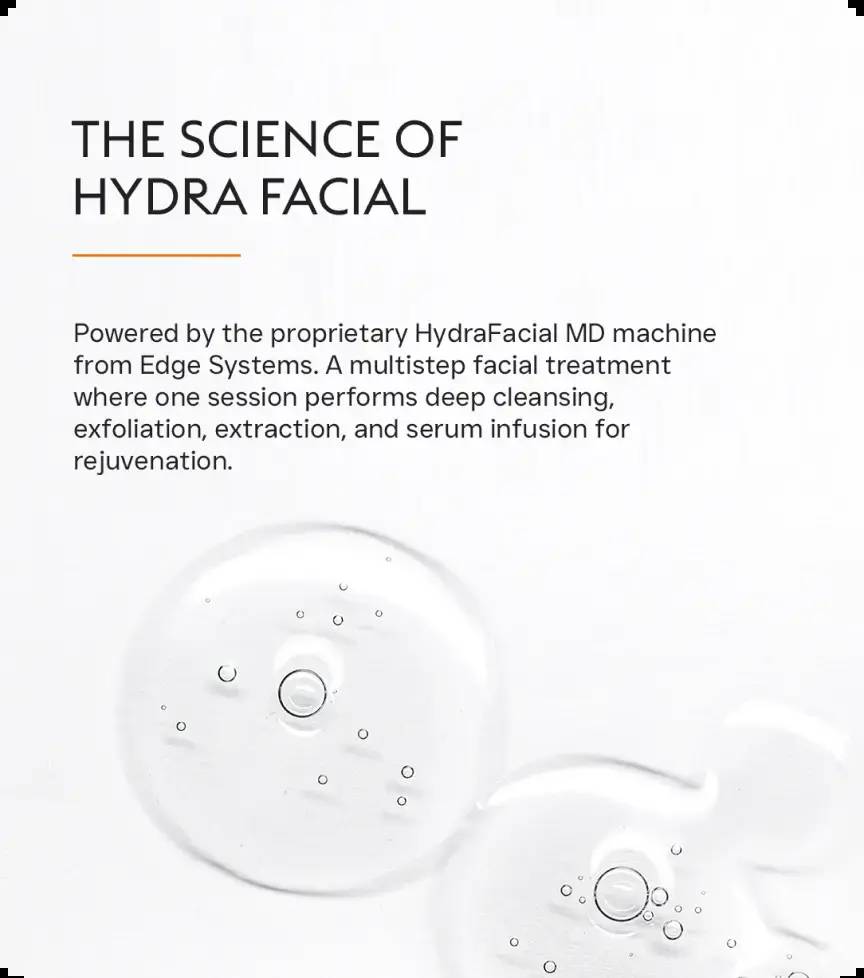 THE SCIENCE OF
HYDRA FACIAL
Powered by the proprietary HydraFacial MD machine
from Edge Systems. A multistep facial treatment
where one session performs deep cleansing,
exfoliation, extraction, and serum infusion for
rejuvenation.